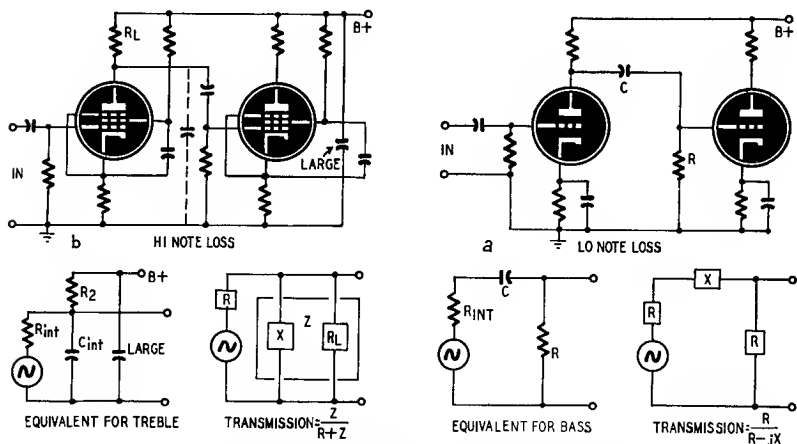 RL
B+
IN
LARGE
b
HI NOTE LOSS
B+
C
IN
R
a
LO NOTE LOSS
B+
R2
Rint
Cint
LARGE
EQUIVALENT FOR TREBLE
R
X
Z
RL
TRANSMISSION= Z/R+Z
C
RINT
R
EQUIVALENT FOR BASS
X
R
R
TRANSMISSION= R/R-jX